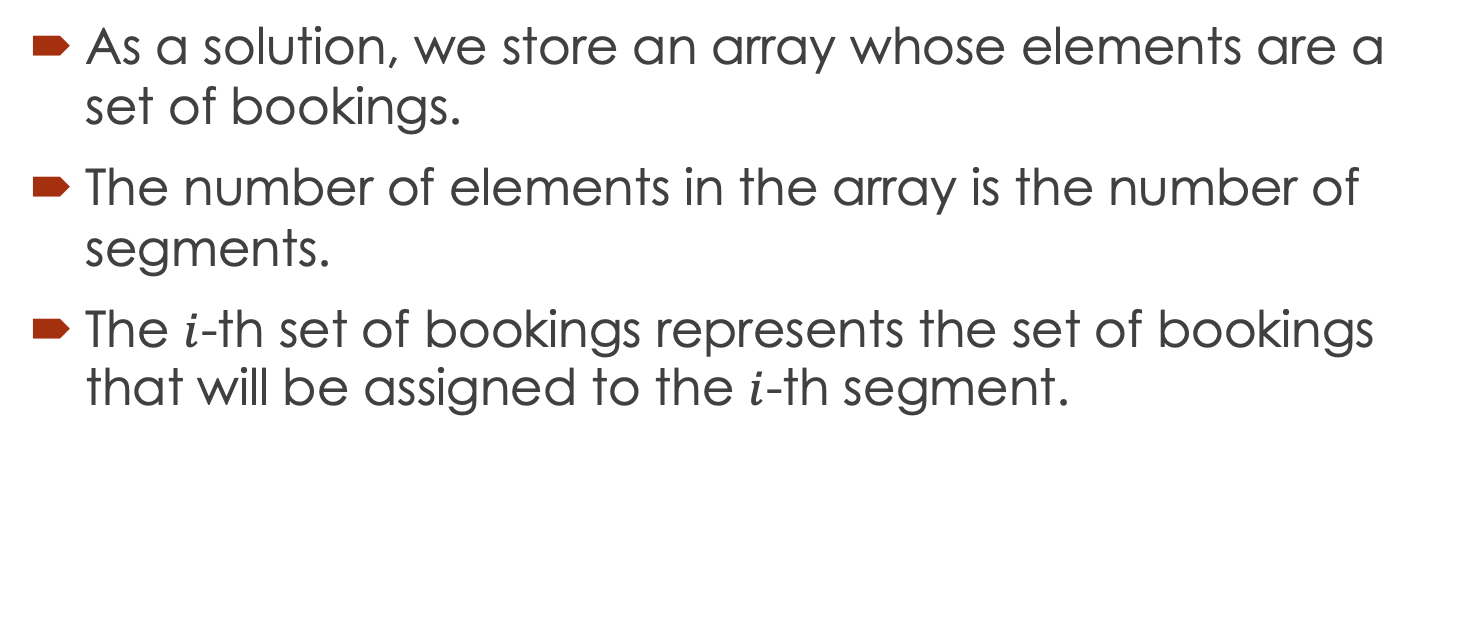 As a solution, we store an array whose elements are a
set of bookings.
The number of elements in the array is the number of
segments.
The i-th set of bookings represents the set of bookings
that will be assigned to the i-th segment.